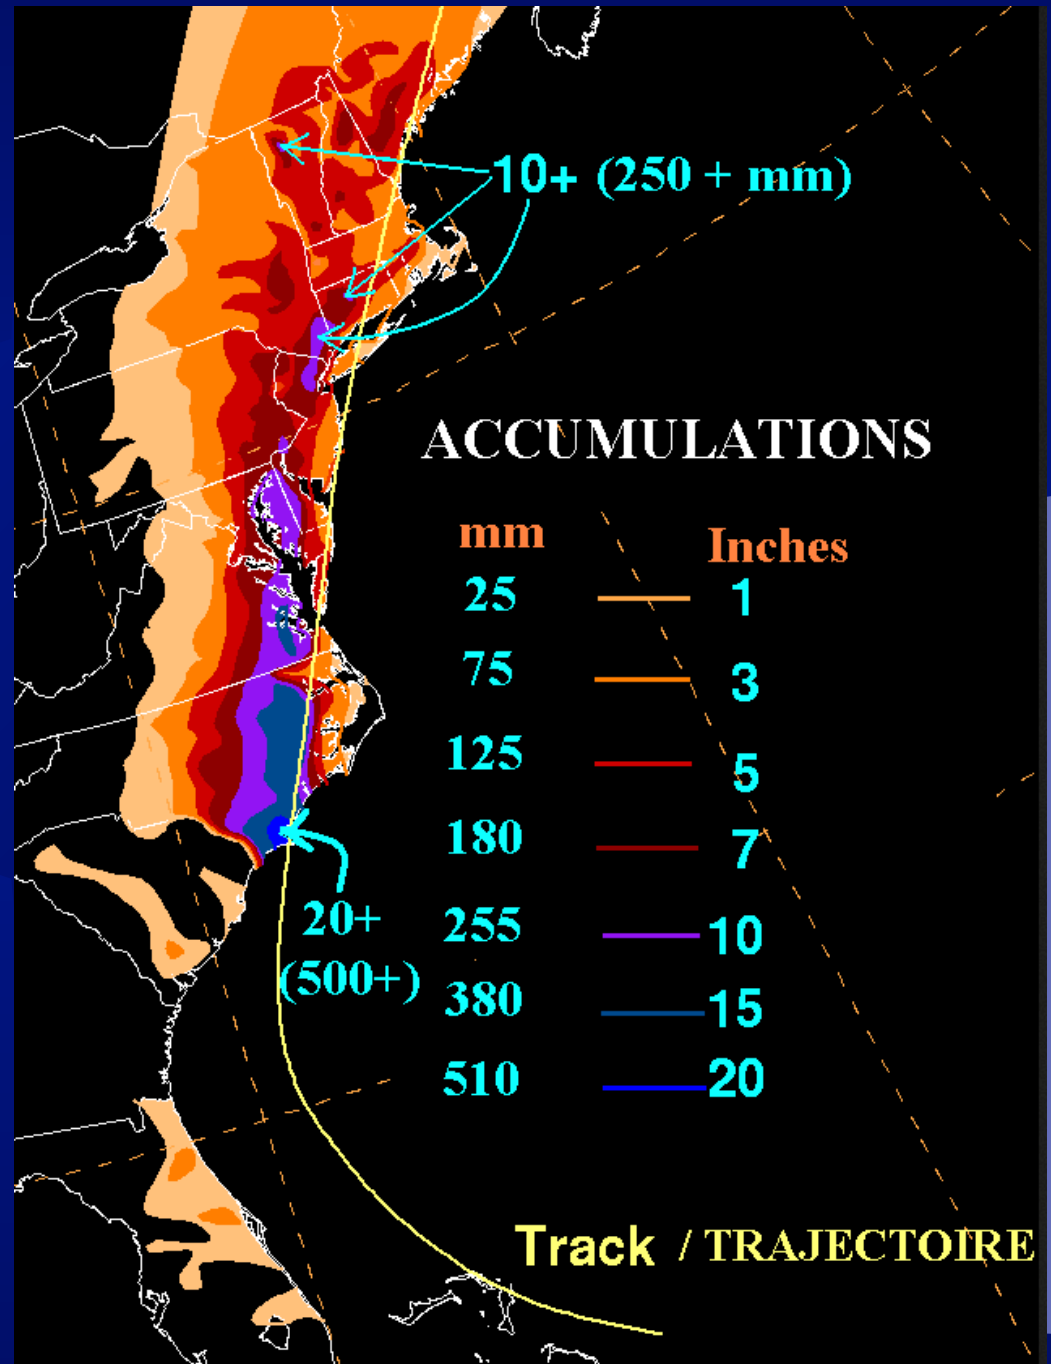 10+ (250 + mm)
ACCUMULATIONS
mm Inches
25 1
75 3
125 5
180 7
255 10
380 15
510 20
20+
(500+)
Track / TRAJECTOIRE